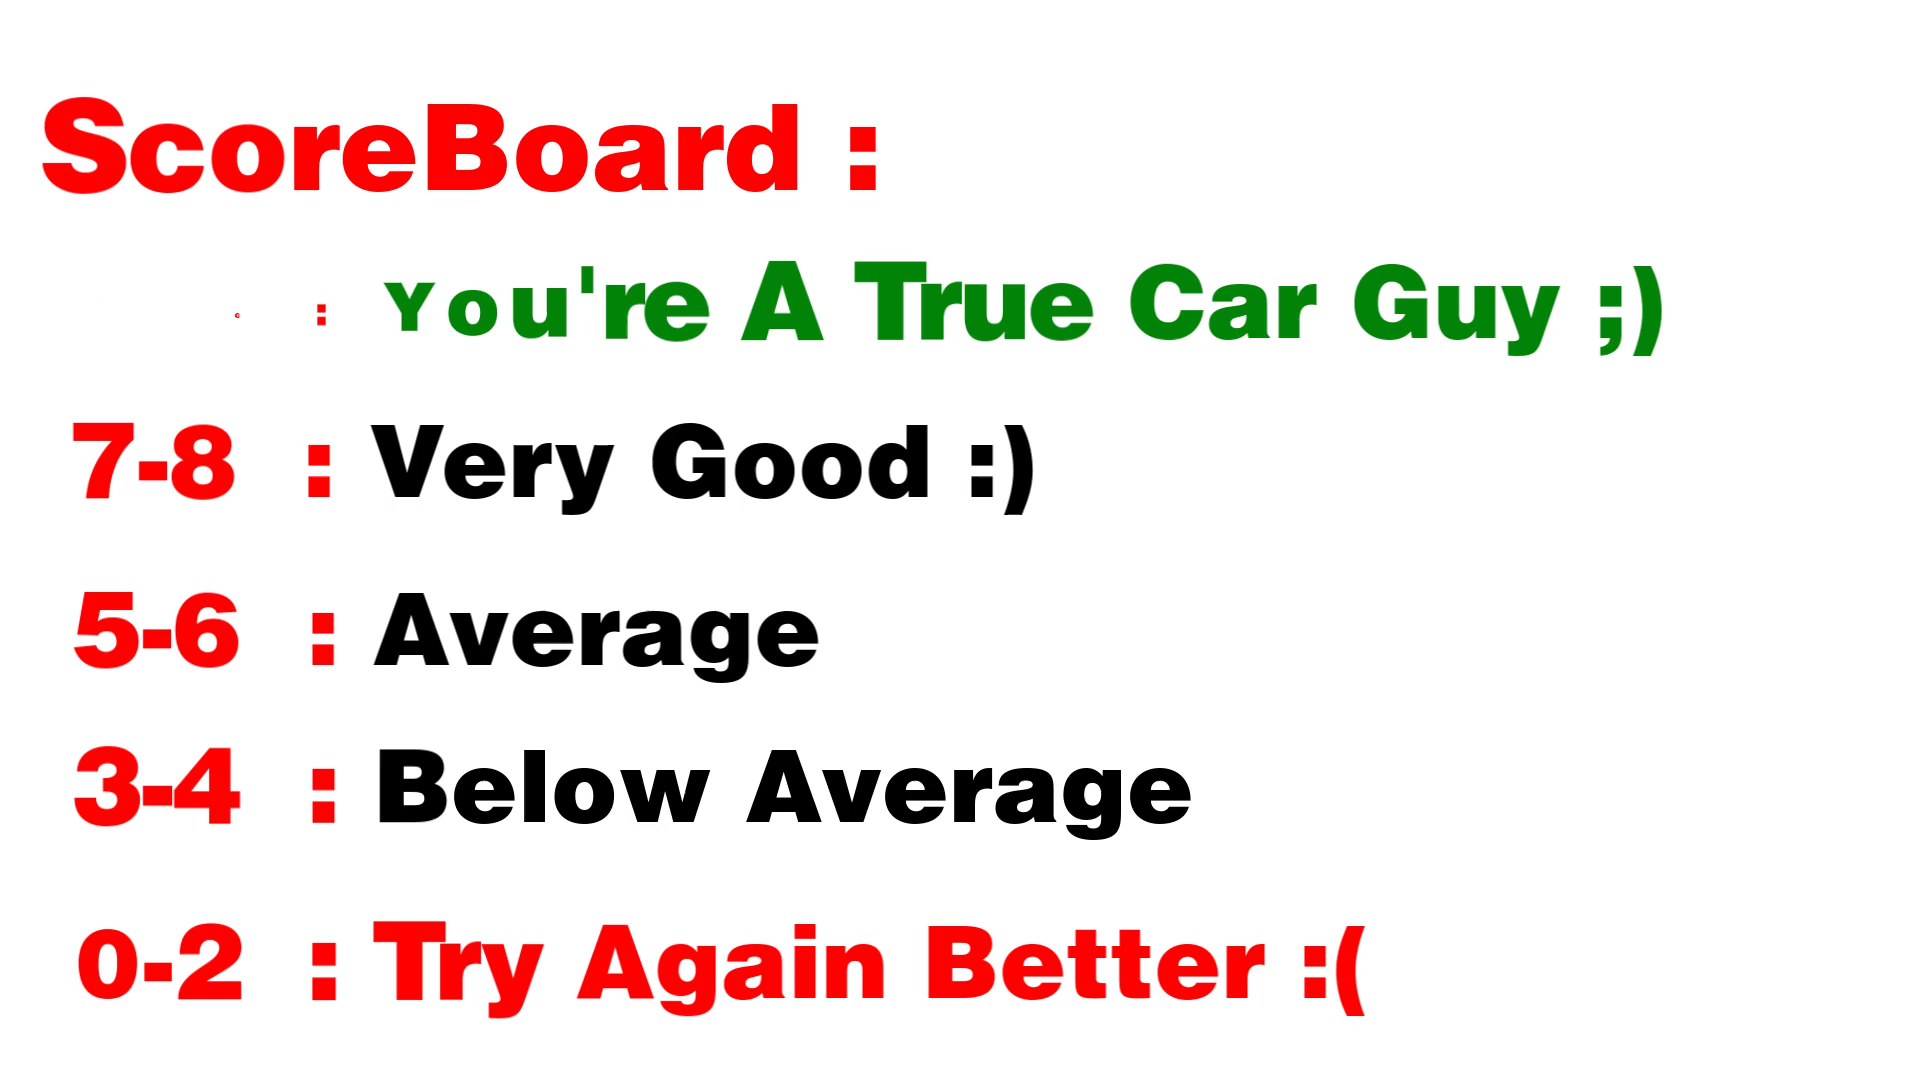 ScoreBoard :
: You're A True Car Guy ;)
7-8 : Very Good :)
5-6 : Average
3-4 : Below Average
0-2 : Try Again Better :(